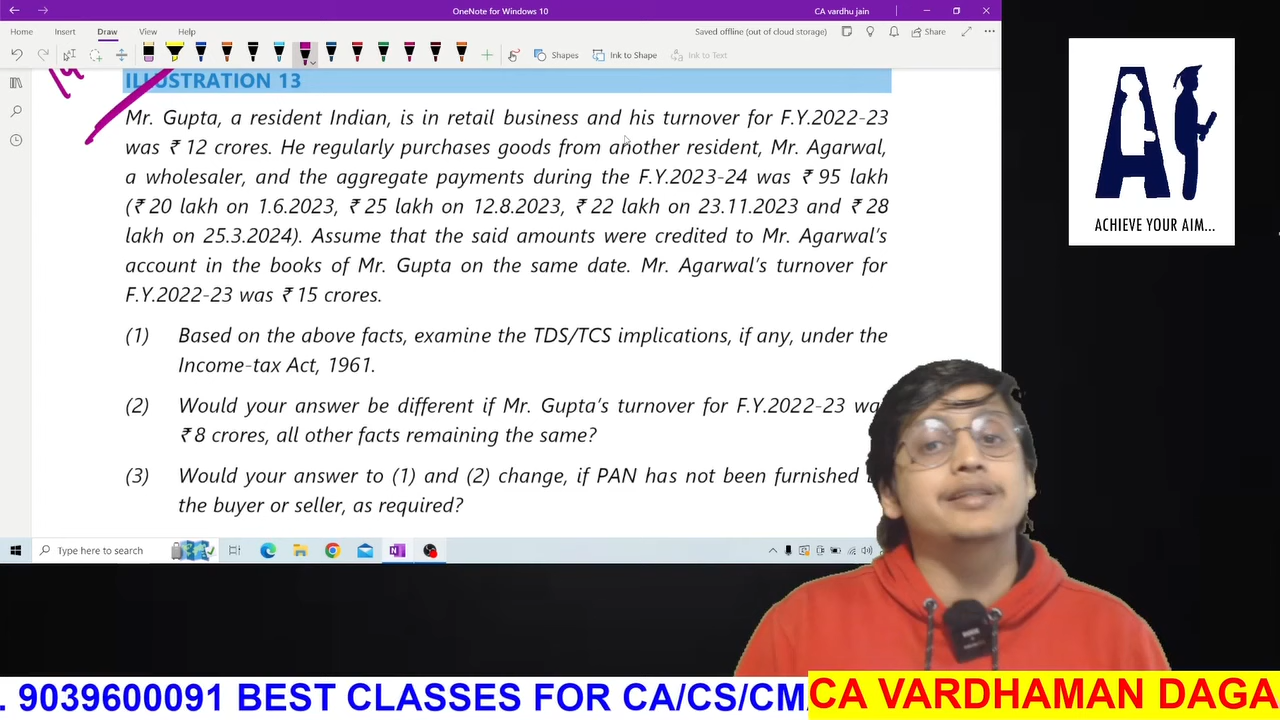 OneNote for Windows 10
CA vardhu jain
Home Insert Draw View Help
Saved offline (out of cloud storage) Share
Shapes Ink to Shape Ink to Text
ILLUSTRATION 13
Mr. Gupta, a resident Indian, is in retail business and his turnover for F.Y.2022-23
was ₹ 12 crores. He regularly purchases goods from another resident, Mr. Agarwal,
a wholesaler, and the aggregate payments during the F.Y.2023-24 was ₹ 95 lakh
(₹ 20 lakh on 1.6.2023, ₹ 25 lakh on 12.8.2023, ₹ 22 lakh on 23.11.2023 and ₹ 28
lakh on 25.3.2024). Assume that the said amounts were credited to Mr. Agarwal's
account in the books of Mr. Gupta on the same date. Mr. Agarwal's turnover for
F.Y.2022-23 was ₹ 15 crores.
(1) Based on the above facts, examine the TDS/TCS implications, if any, under the
Income-tax Act, 1961.
(2) Would your answer be different if Mr. Gupta's turnover for F.Y.2022-23 wa
₹ 8 crores, all other facts remaining the same?
(3) Would your answer to (1) and (2) change, if PAN has not been furnished
the buyer or seller, as required?
Type here to search
ACHIEVE YOUR AIM...
. 9039600091 BEST CLASSES FOR CA/CS/CM
CA VARDHAMAN DAGA